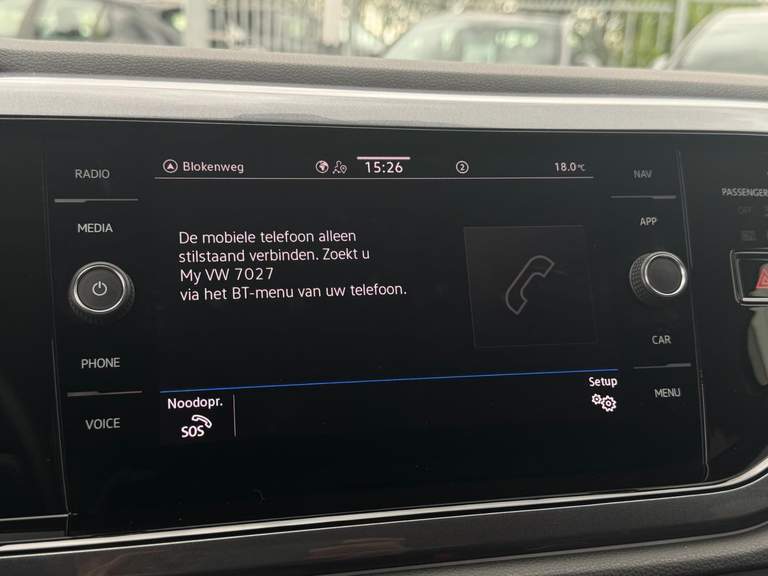 RADIO
MEDIA
PHONE
VOICE
Blokenweg
15:26
2
18.0°C
De mobiele telefoon alleen
stilstaand verbinden. Zoekt u
My VW 7027
via het BT-menu van uw telefoon.
Noodopr.
SOS
Setup
NAV
APP
CAR
MENU
PASSENGER
OFF